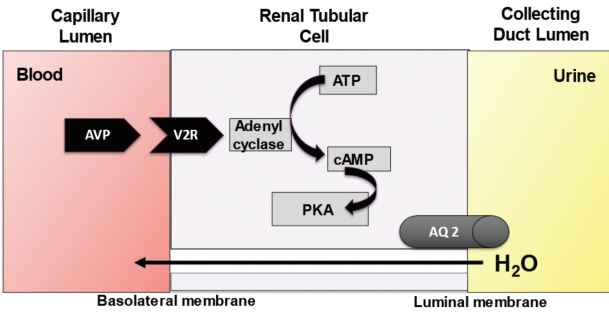 Capillary
Lumen
Renal Tubular
Cell
Collecting
Duct Lumen
Blood
Urine
ATP
AVP
V2R
Adenyl
cyclase
cAMP
PKA
AQ 2
H₂O
Basolateral membrane
Luminal membrane